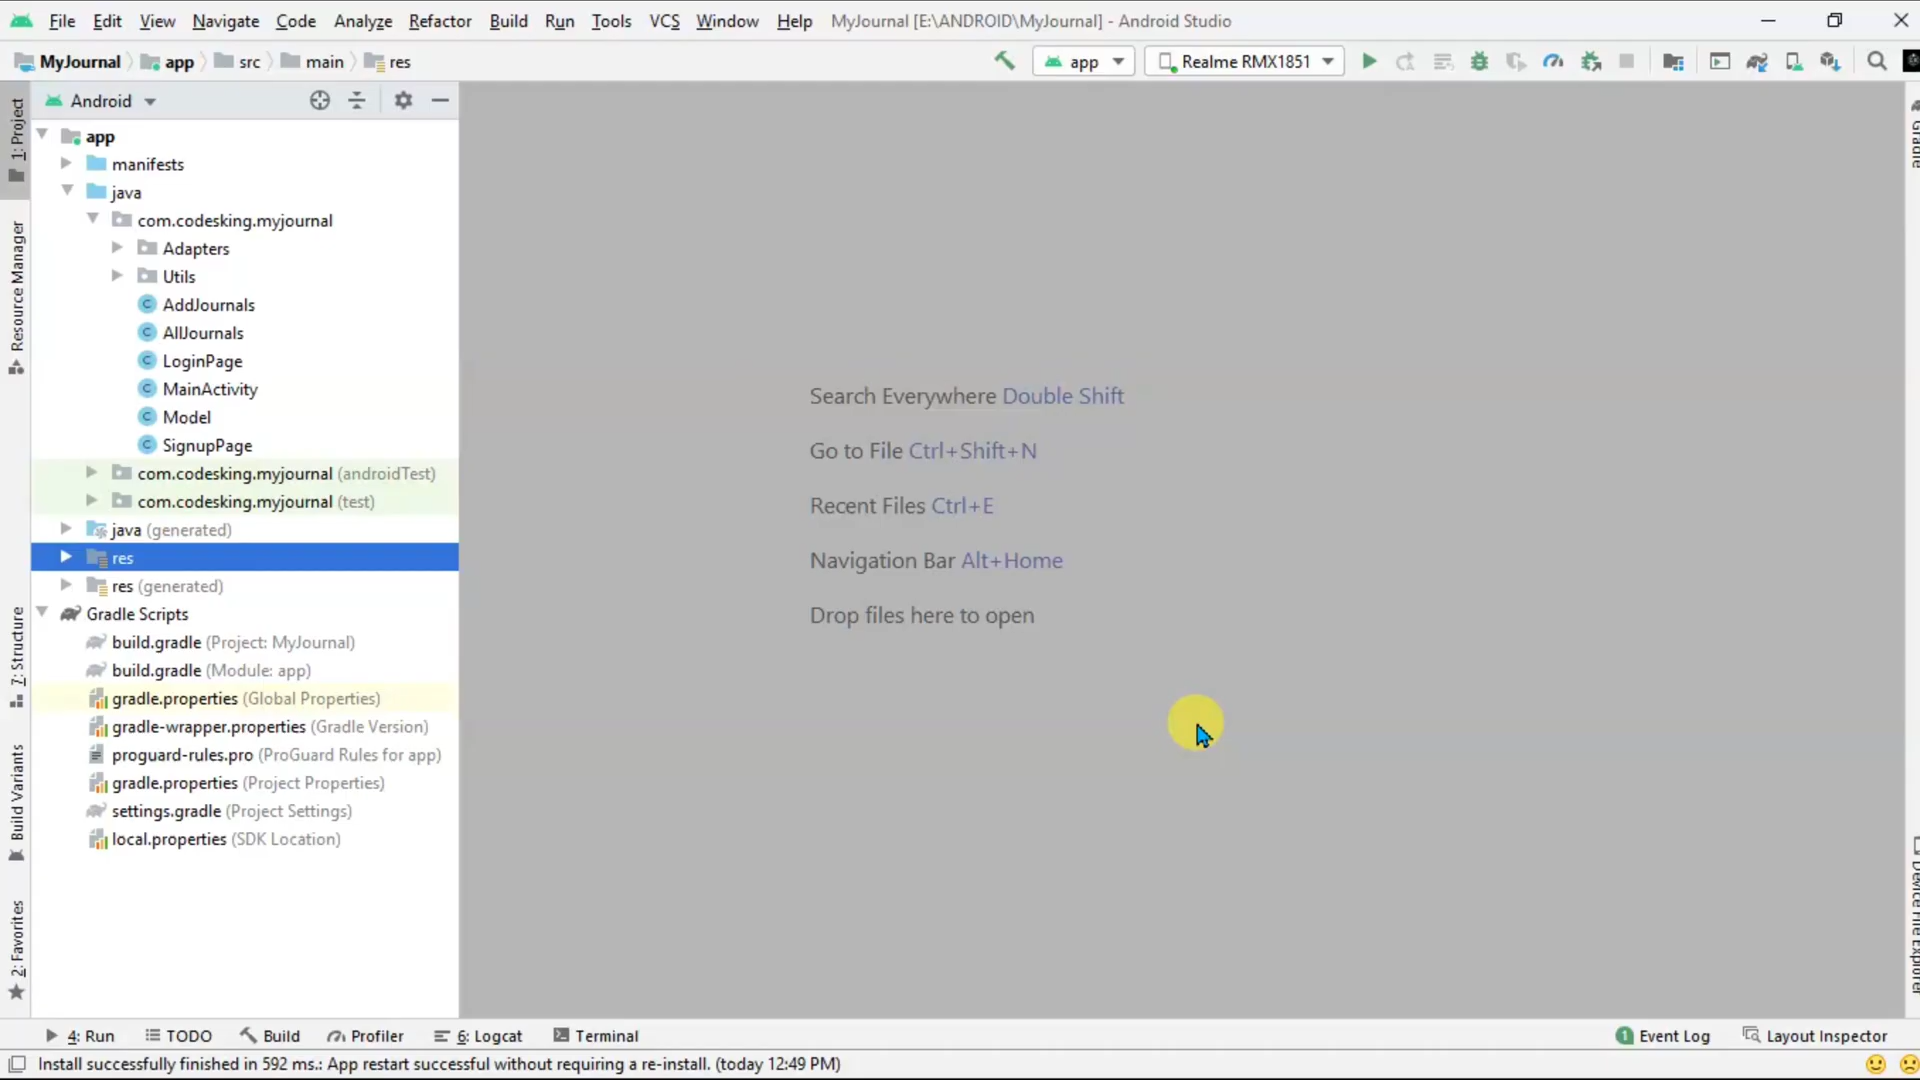 File Edit View Navigate Code Analyze Refactor Build Run Tools VCS Window Help MyJournal [E:\ANDROID\MyJournal] - Android Studio
MyJournal app src main res app Realme RMX1851
Android
1: Project
Resource Manager
7: Structure
Build Variants
2: Favorites
app
manifests
java
com.codesking.myjournal
Adapters
Utils
AddJournals
AllJournals
LoginPage
MainActivity
Model
SignupPage
com.codesking.myjournal (androidTest)
com.codesking.myjournal (test)
java (generated)
res
res (generated)
Gradle Scripts
build.gradle (Project: MyJournal)
build.gradle (Module: app)
gradle.properties (Global Properties)
gradle-wrapper.properties (Gradle Version)
proguard-rules.pro (ProGuard Rules for app)
gradle.properties (Project Properties)
settings.gradle (Project Settings)
local.properties (SDK Location)
Search Everywhere Double Shift
Go to File Ctrl+Shift+N
Recent Files Ctrl+E
Navigation Bar Alt+Home
Drop files here to open
Gradle
Device File Explorer
4: Run TODO Build Profiler 6: Logcat Terminal 1 Event Log Layout Inspector
Install successfully finished in 592 ms.: App restart successful without requiring a re-install. (today 12:49 PM)